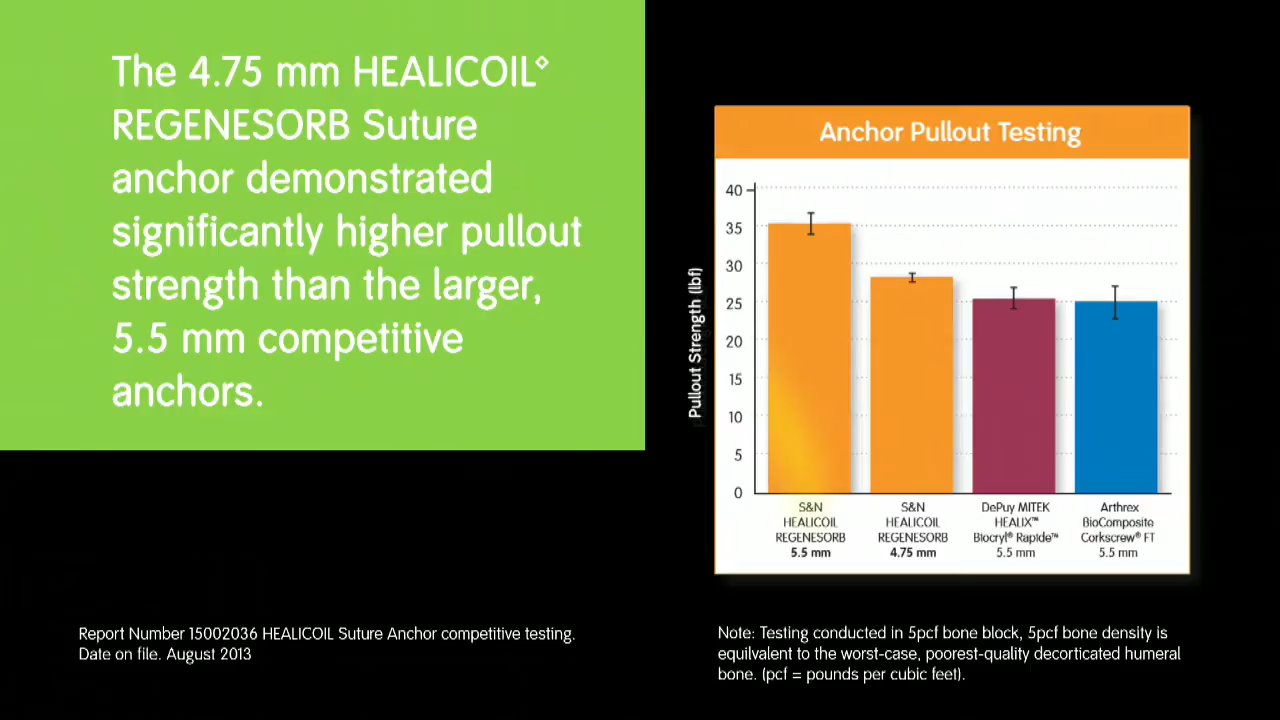 The 4.75 mm HEALICOIL◊
REGENESORB Suture
anchor demonstrated
significantly higher pullout
strength than the larger,
5.5 mm competitive
anchors.
Anchor Pullout Testing
Pullout Strength (lbf)
40
35
30
25
20
15
10
5
0
S&N
HEALICOIL
REGENESORB
5.5 mm
S&N
HEALICOIL
REGENESORB
4.75 mm
DePuy MITEK
HEALIX™
Biocryl® Rapide™
5.5 mm
Arthrex
BioComposite
Corkscrew® FT
5.5 mm
Report Number 15002036 HEALICOIL Suture Anchor competitive testing.
Date on file. August 2013
Note: Testing conducted in 5pcf bone block, 5pcf bone density is
equilvalent to the worst-case, poorest-quality decorticated humeral
bone. (pcf = pounds per cubic feet).